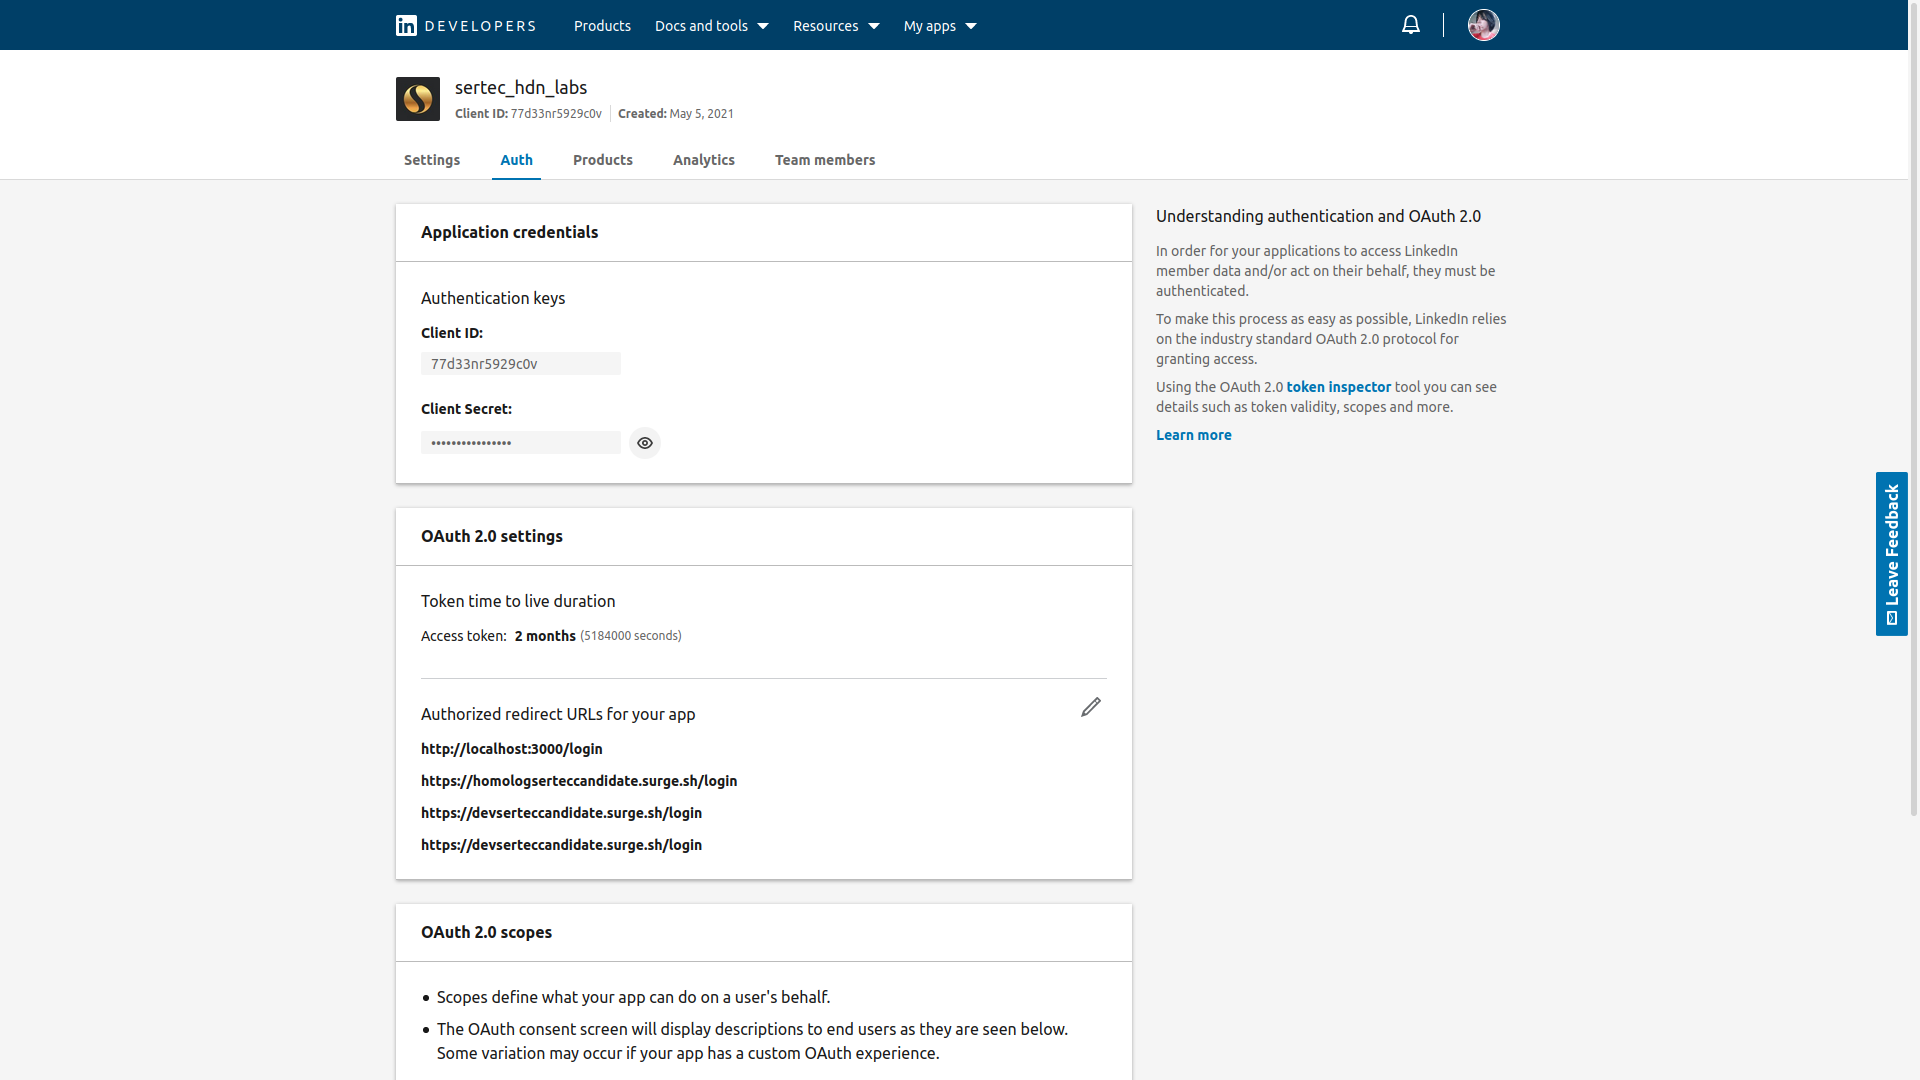 in DEVELOPERS Products Docs and tools Resources My apps
sertec_hdn_labs
Client ID: 77d33nr5929c0v Created: May 5, 2021
Settings Auth Products Analytics Team members
Application credentials
Authentication keys
Client ID:
77d33nr5929c0v
Client Secret:
••••••••••••••••
OAuth 2.0 settings
Token time to live duration
Access token: 2 months (5184000 seconds)
Authorized redirect URLs for your app
http://localhost:3000/login
https://homologserteccandidate.surge.sh/login
https://devserteccandidate.surge.sh/login
https://devserteccandidate.surge.sh/login
OAuth 2.0 scopes
• Scopes define what your app can do on a user's behalf.
• The OAuth consent screen will display descriptions to end users as they are seen below.
Some variation may occur if your app has a custom OAuth experience.
Understanding authentication and OAuth 2.0
In order for your applications to access LinkedIn
member data and/or act on their behalf, they must be
authenticated.
To make this process as easy as possible, LinkedIn relies
on the industry standard OAuth 2.0 protocol for
granting access.
Using the OAuth 2.0 token inspector tool you can see
details such as token validity, scopes and more.
Learn more
Leave Feedback